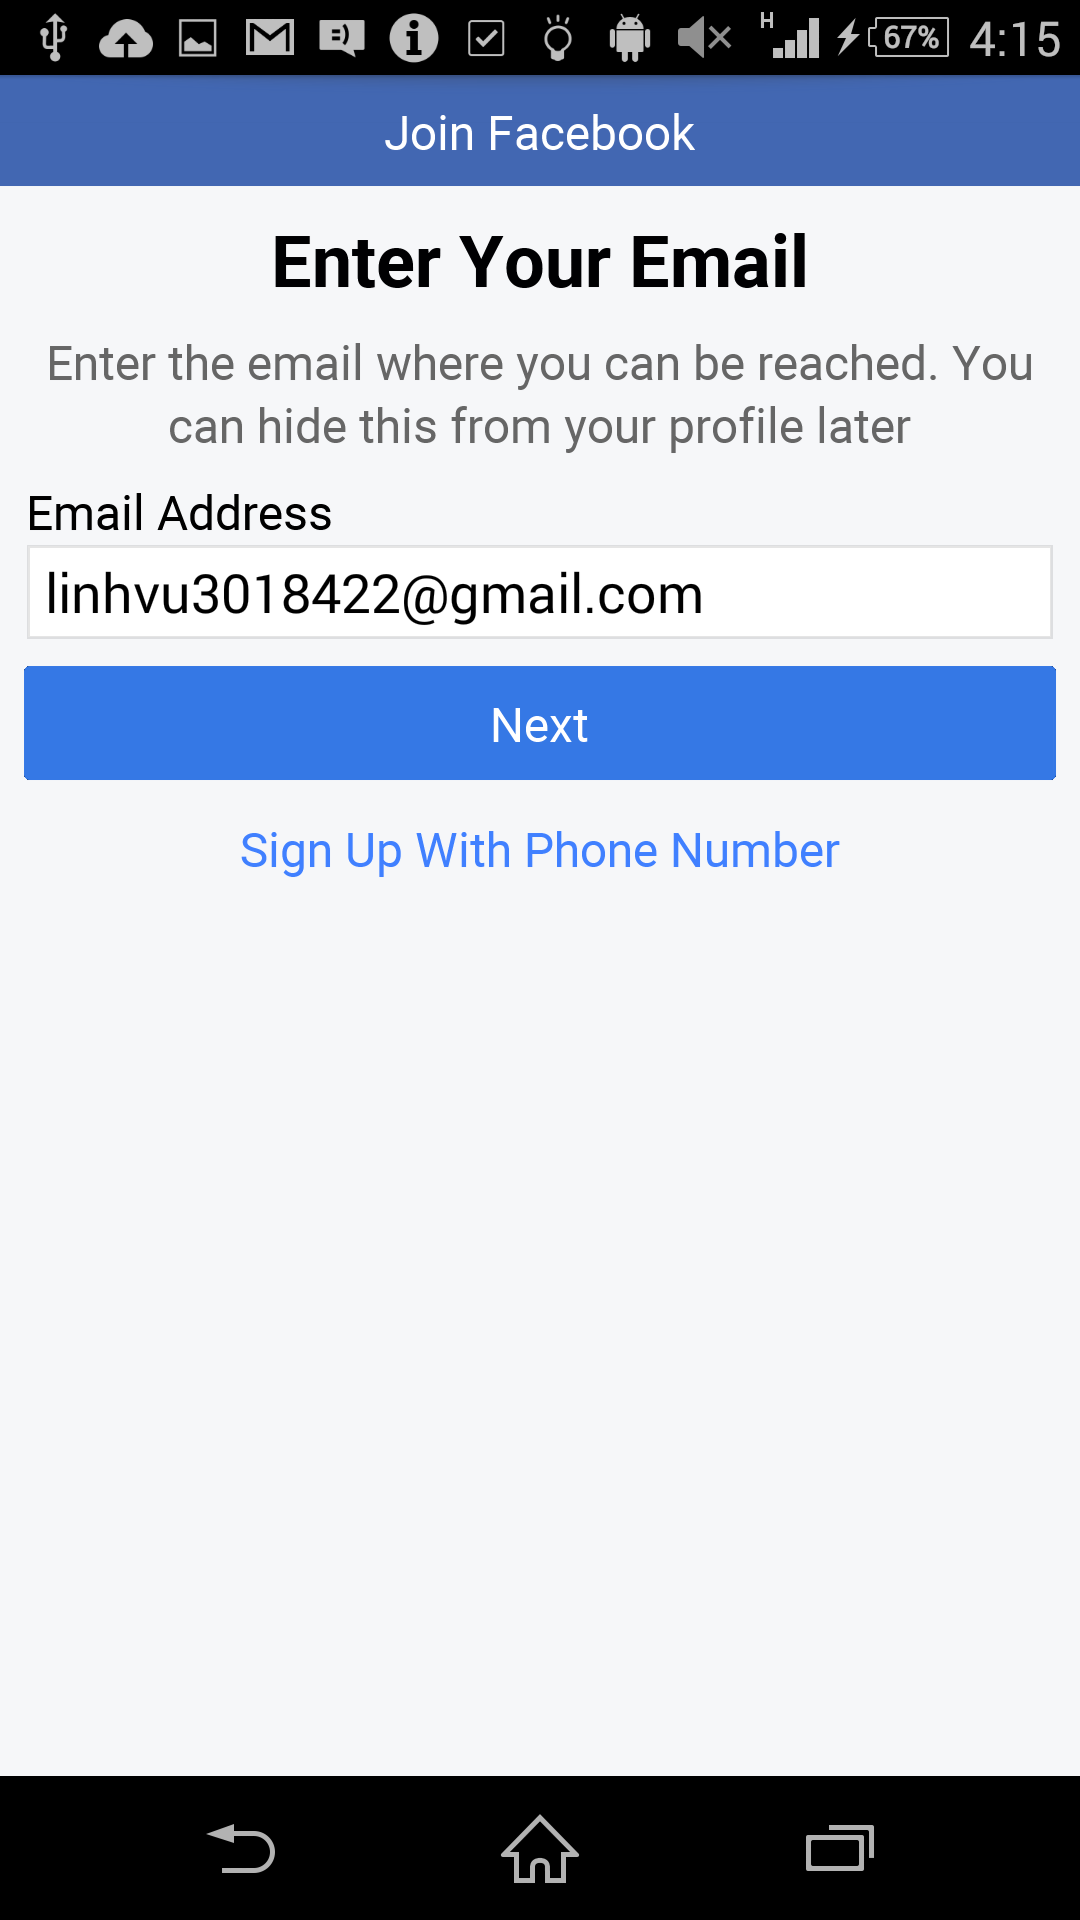 H 67% 4:15
Join Facebook
Enter Your Email
Enter the email where you can be reached. You
can hide this from your profile later
Email Address
linhvu3018422@gmail.com
Next
Sign Up With Phone Number